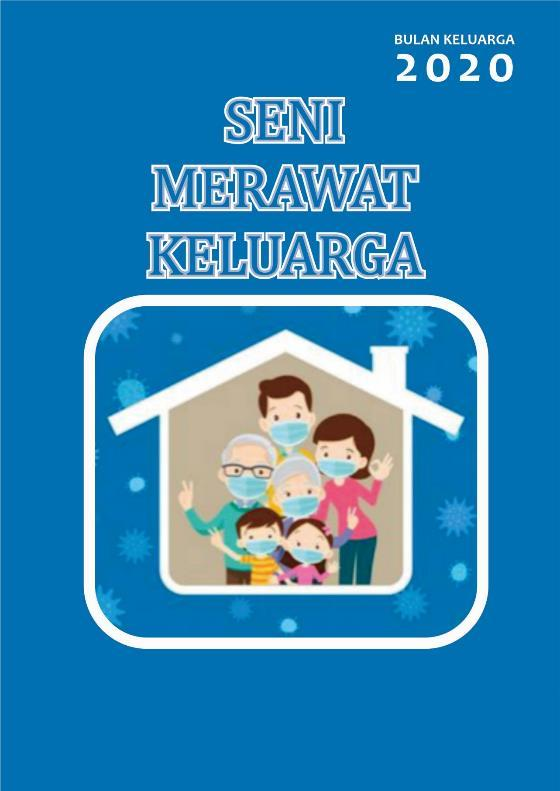 BULAN KELUARGA
2020
SENI
MERAWAT
KELUARGA